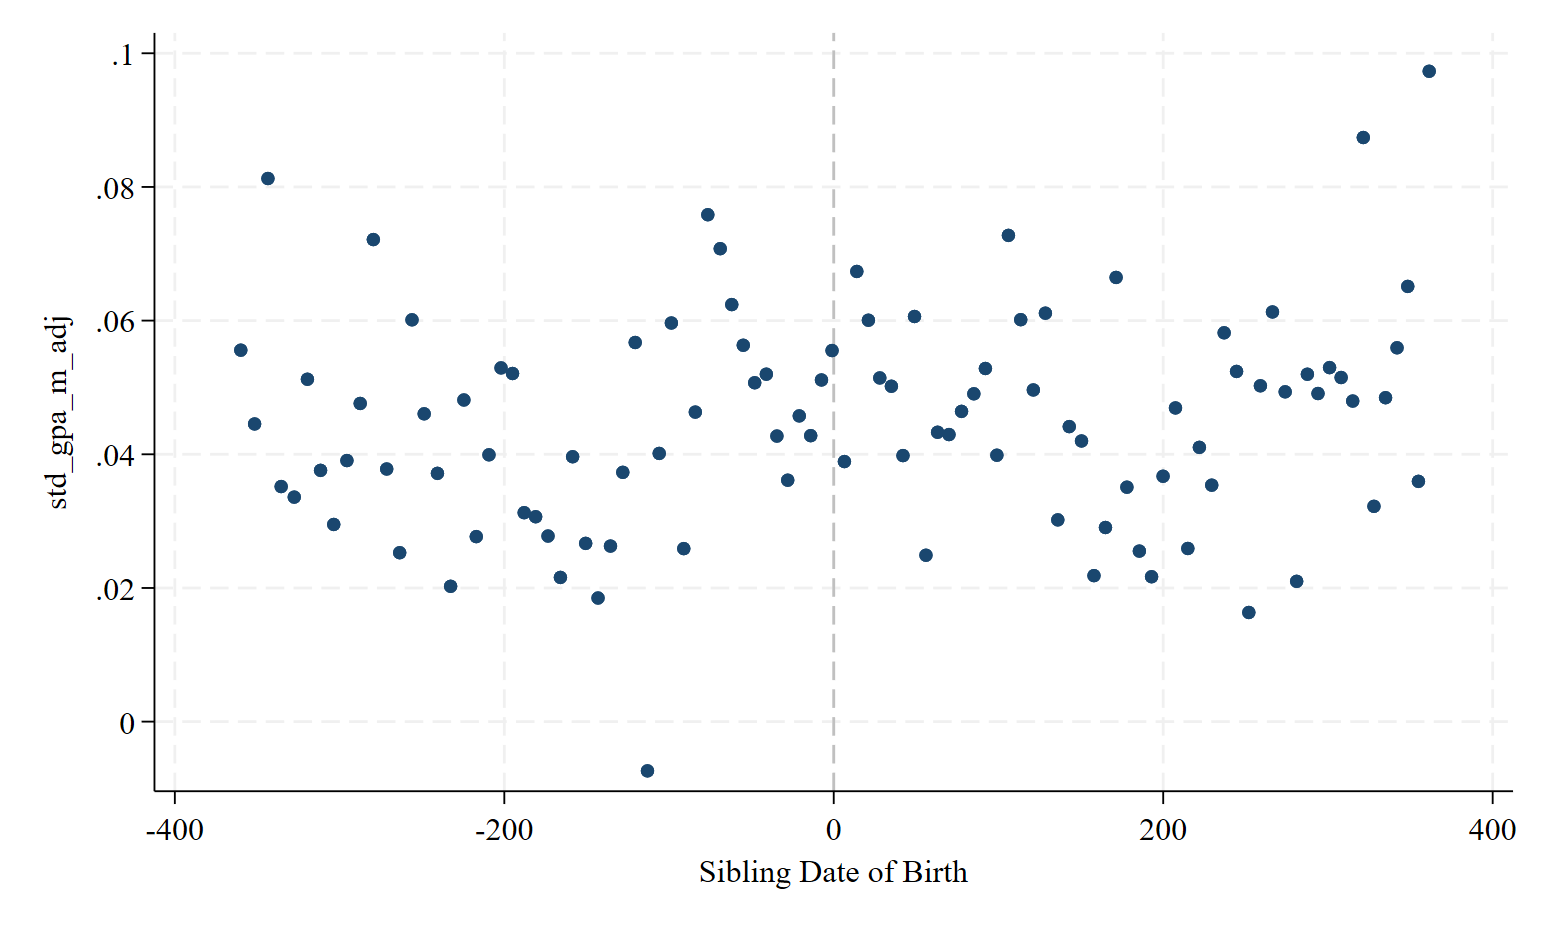 .1
.08
.06
.04
.02
0
std_gpa_m_adj
-400 -200 0 200 400
Sibling Date of Birth